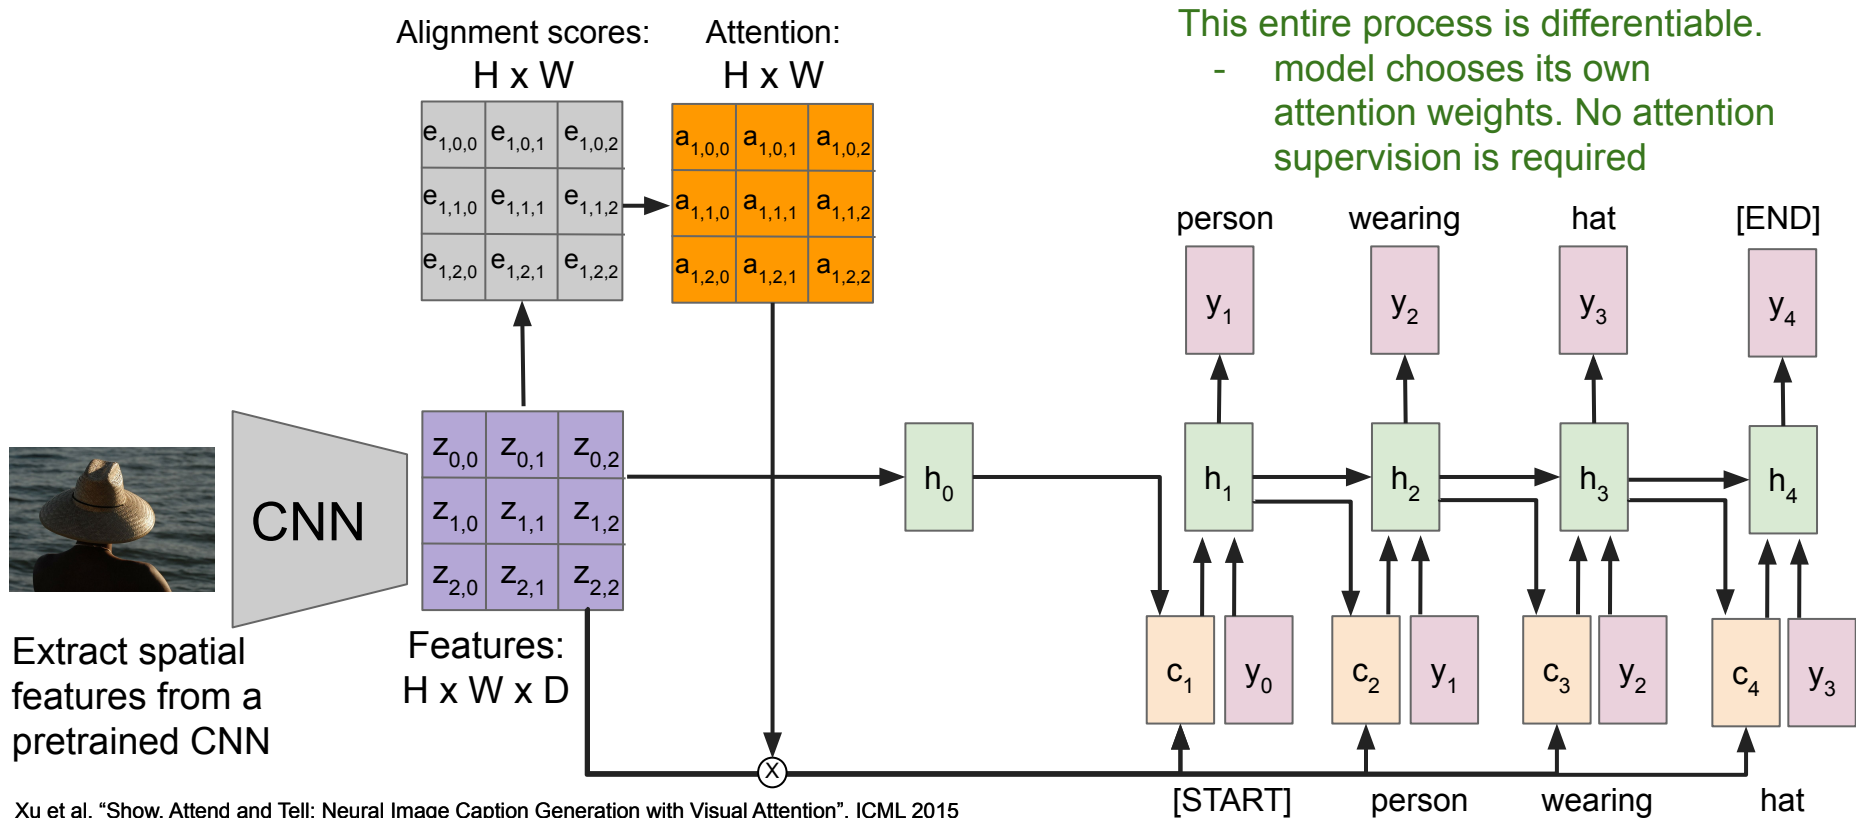 Alignment scores:
H x W
Attention:
H x W
This entire process is differentiable.
- model chooses its own
attention weights. No attention
supervision is required
e1,0,0 e1,0,1 e1,0,2
e1,1,0 e1,1,1 e1,1,2
e1,2,0 e1,2,1 e1,2,2
a1,0,0 a1,0,1 a1,0,2
a1,1,0 a1,1,1 a1,1,2
a1,2,0 a1,2,1 a1,2,2
person wearing hat [END]
y1 y2 y3 y4
CNN
z0,0 z0,1 z0,2
z1,0 z1,1 z1,2
z2,0 z2,1 z2,2
h0 h1 h2 h3 h4
Extract spatial
features from a
pretrained CNN
Features:
H x W x D
c1 y0 c2 y1 c3 y2 c4 y3
X
[START] person wearing hat
Xu et al. “Show, Attend and Tell: Neural Image Caption Generation with Visual Attention”, ICML 2015